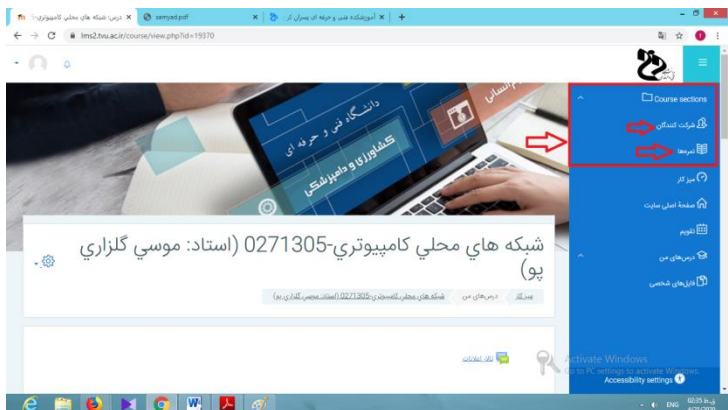 درس: شبکه های محلی کامپیوتری-
samyad.pdf
آموزشکده فنی و حرفه ای پسران کر
lms2.tvu.ac.ir/course/view.php?id=19370
Course sections
شرکت کنندگان
نمره‌ها
میز کار
صفحهٔ اصلی سایت
تقویم
درس‌های من
فایل‌های شخصی
دانشگاه فنی و حرفه ای
کشاورزی و دامپزشکی
شبکه هاي محلي کامپيوتري-0271305 (استاد: موسي گلزاري
پو)
میز کار
درس‌های من
شبکه هاي محلي کامپيوتري-0271305 (استاد: موسي گلزاري پو)
تالار اعلانات
Activate Windows
Go to PC settings to activate Windows.
Accessibility settings
ENG